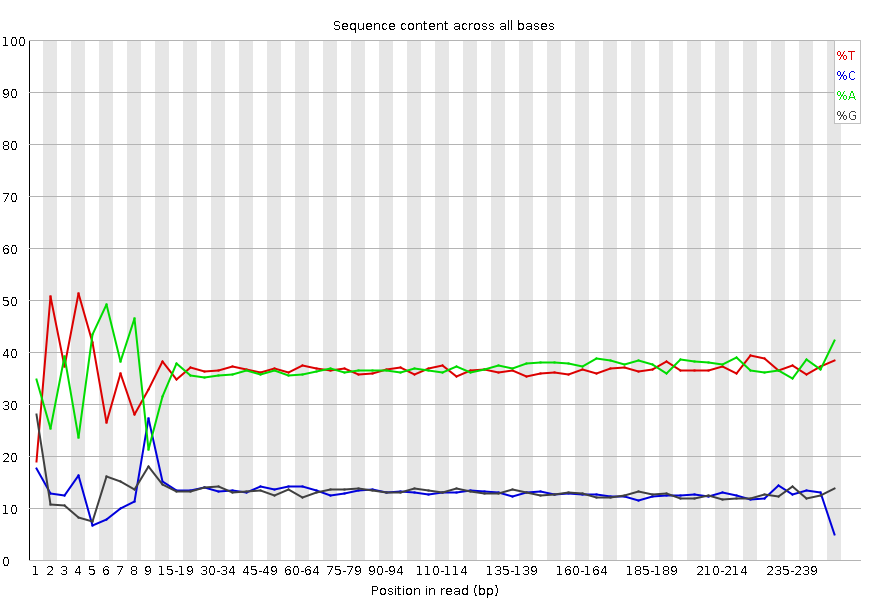 Sequence content across all bases
100
90
80
70
60
50
40
30
20
10
0
%T
%C
%A
%G
1 2 3 4 5 6 7 8 9 15-19 30-34 45-49 60-64 75-79 90-94 110-114 135-139 160-164 185-189 210-214 235-239
Position in read (bp)